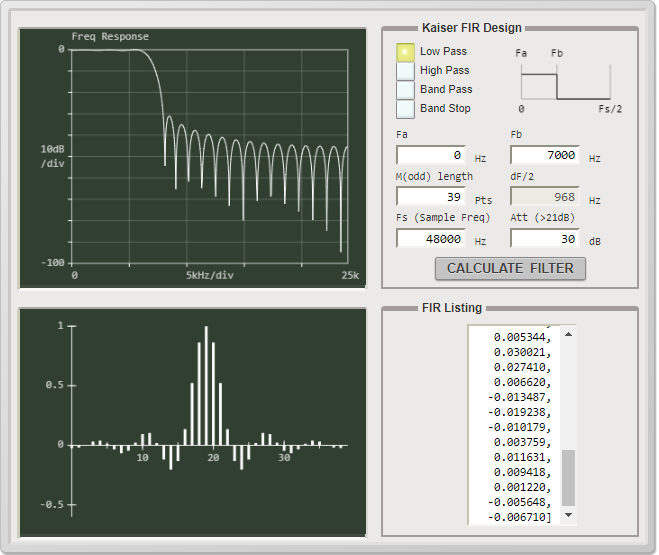 Freq Response
0
10dB
/div
-100
0
5kHz/div
25k
Kaiser FIR Design
Low Pass
High Pass
Band Pass
Band Stop
Fa
Fb
0
Fs/2
Fa
Fb
0 Hz
7000 Hz
M(odd) length
dF/2
39 Pts
968 Hz
Fs (Sample Freq)
Att (>21dB)
48000 Hz
30 dB
CALCULATE FILTER
1
0.5
0
10
20
30
-0.5
FIR Listing
0.005344,
0.030021,
0.027410,
0.006620,
-0.013487,
-0.019238,
-0.010179,
0.003759,
0.011631,
0.009418,
0.001220,
-0.005648,
-0.006710]